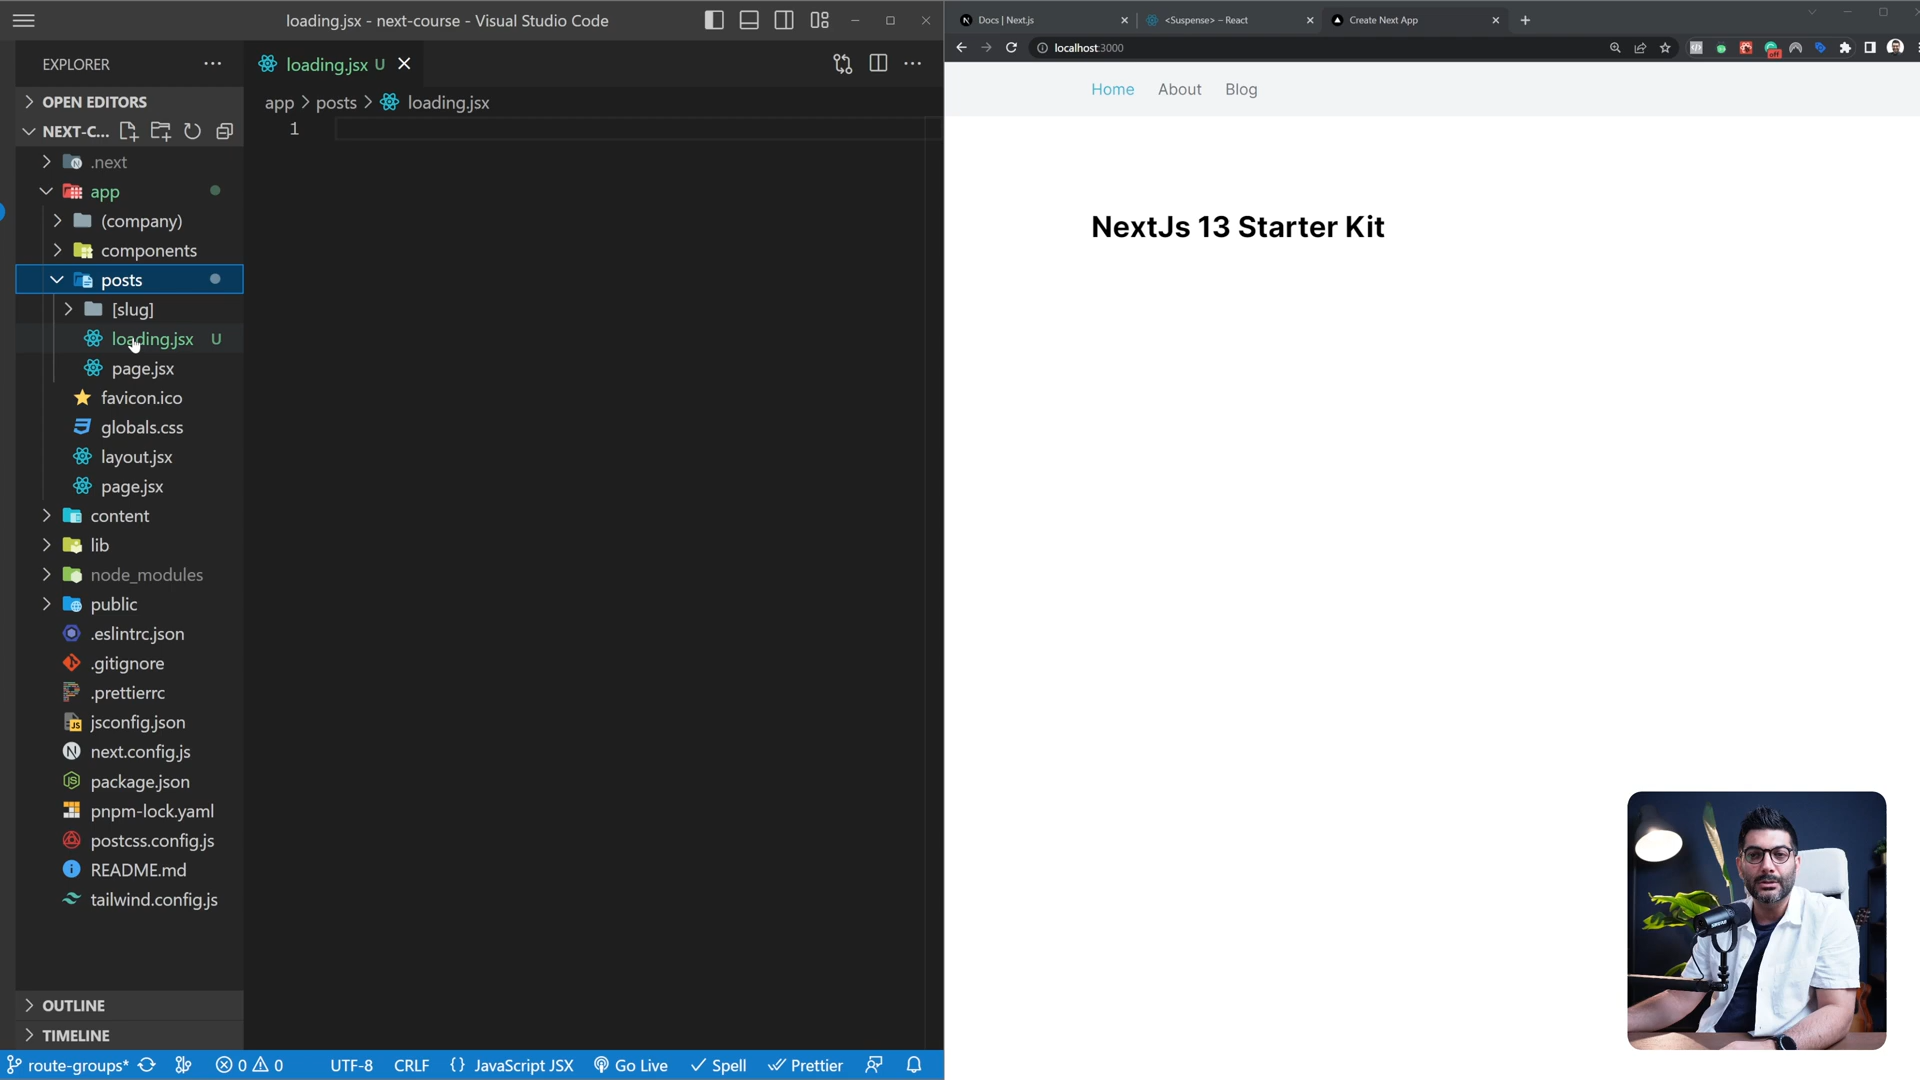 loading.jsx - next-course - Visual Studio Code
EXPLORER
OPEN EDITORS
NEXT-C...
.next
app
(company)
components
posts
[slug]
loading.jsx U
page.jsx
favicon.ico
globals.css
layout.jsx
page.jsx
content
lib
node_modules
public
.eslintrc.json
.gitignore
.prettierrc
jsconfig.json
next.config.js
package.json
pnpm-lock.yaml
postcss.config.js
README.md
tailwind.config.js
OUTLINE
TIMELINE
loading.jsx U
app > posts > loading.jsx
1
route-groups* 0 0 UTF-8 CRLF {} JavaScript JSX Go Live Spell Prettier
Docs | Next.js
<Suspense> – React
Create Next App
localhost:3000
Home About Blog
NextJs 13 Starter Kit